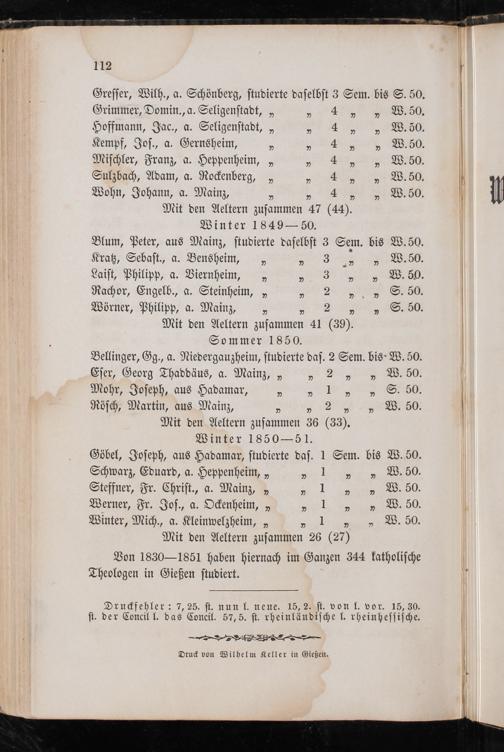 112
Gresser, Wilh., a. Schönberg, studierte daselbst 3 Sem. bis S. 50.
Grimmer, Domin., a. Seligenstadt, „ „ 4 „ „ W. 50.
Hoffmann, Jac., a. Seligenstadt, „ „ 4 „ „ W. 50.
Kempf, Jos., a. Gernsheim, „ „ 4 „ „ W. 50.
Mischler, Franz, a. Heppenheim, „ „ 4 „ „ W. 50.
Sulzbach, Adam, a. Rockenberg, „ „ 4 „ „ W. 50.
Wohn, Johann, a. Mainz, „ „ 4 „ „ W. 50.
Mit den Aeltern zusammen 47 (44).
Winter 1849—50.
Blum, Peter, aus Mainz, studierte daselbst 3 Sem. bis W. 50.
Kratz, Sebast., a. Bensheim, „ „ 3 „ „ W. 50.
Laist, Philipp, a. Viernheim, „ „ 3 „ „ W. 50.
Rachor, Engelb., a. Steinheim, „ „ 2 „ „ S. 50.
Wörner, Philipp, a. Mainz, „ „ 2 „ „ S. 50.
Mit den Aeltern zusammen 41 (39).
Sommer 1850.
Bellinger, Gg., a. Niedergauzheim, studierte das. 2 Sem. bis W. 50.
Eser, Georg Thaddäus, a. Mainz, „ „ 2 „ „ W. 50.
Mohr, Joseph, aus Hadamar, „ „ 1 „ „ S. 50.
Rösch, Martin, aus Mainz, „ „ 2 „ „ W. 50.
Mit den Aeltern zusammen 36 (33).
Winter 1850—51.
Göbel, Joseph, aus Hadamar, studierte das. 1 Sem. bis W. 50.
Schwarz, Eduard, a. Heppenheim, „ „ 1 „ „ W. 50.
Steffner, Fr. Christ., a. Mainz, „ „ 1 „ „ W. 50.
Werner, Fr. Jos., a. Ockenheim, „ „ 1 „ „ W. 50.
Winter, Mich., a. Kleinwelzheim, „ „ 1 „ „ W. 50.
Mit den Aeltern zusammen 26 (27)
Von 1830—1851 haben hiernach im Ganzen 344 katholische
Theologen in Gießen studiert.
Druckfehler: 7, 25. st. nun l. neue. 15, 2. st. von l. vor. 15, 30.
st. der Concil l. das Concil. 57, 5. st. rheinländische l. rheinhessische.
Druck von Wilhelm Keller in Gießen.